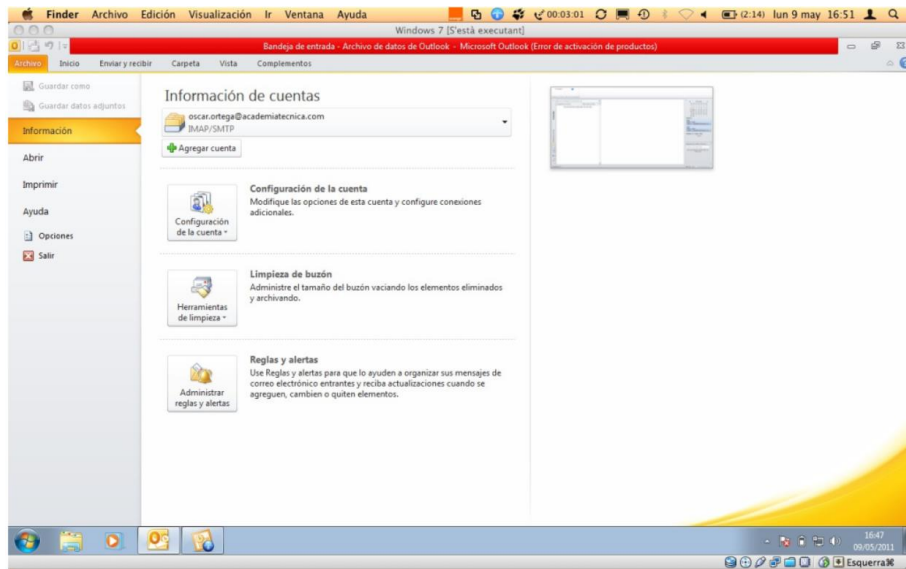 Finder Archivo Edición Visualización Ir Ventana Ayuda 00:03:01 (2:14) lun 9 may 16:51
Windows 7 [S'està executant]
Bandeja de entrada - Archivo de datos de Outlook - Microsoft Outlook (Error de activación de productos)
Archivo Inicio Enviar y recibir Carpeta Vista Complementos
Guardar como
Guardar datos adjuntos
Información
Abrir
Imprimir
Ayuda
Opciones
Salir
Información de cuentas
oscar.ortega@academiatecnica.com
IMAP/SMTP
Agregar cuenta
Configuración
de la cuenta
Configuración de la cuenta
Modifique las opciones de esta cuenta y configure conexiones
adicionales.
Herramientas
de limpieza
Limpieza de buzón
Administre el tamaño del buzón vaciando los elementos eliminados
y archivando.
Administrar
reglas y alertas
Reglas y alertas
Use Reglas y alertas para que lo ayuden a organizar sus mensajes de
correo electrónico entrantes y reciba actualizaciones cuando se
agreguen, cambien o quiten elementos.
16:47
09/05/2011
Esquerra⌘